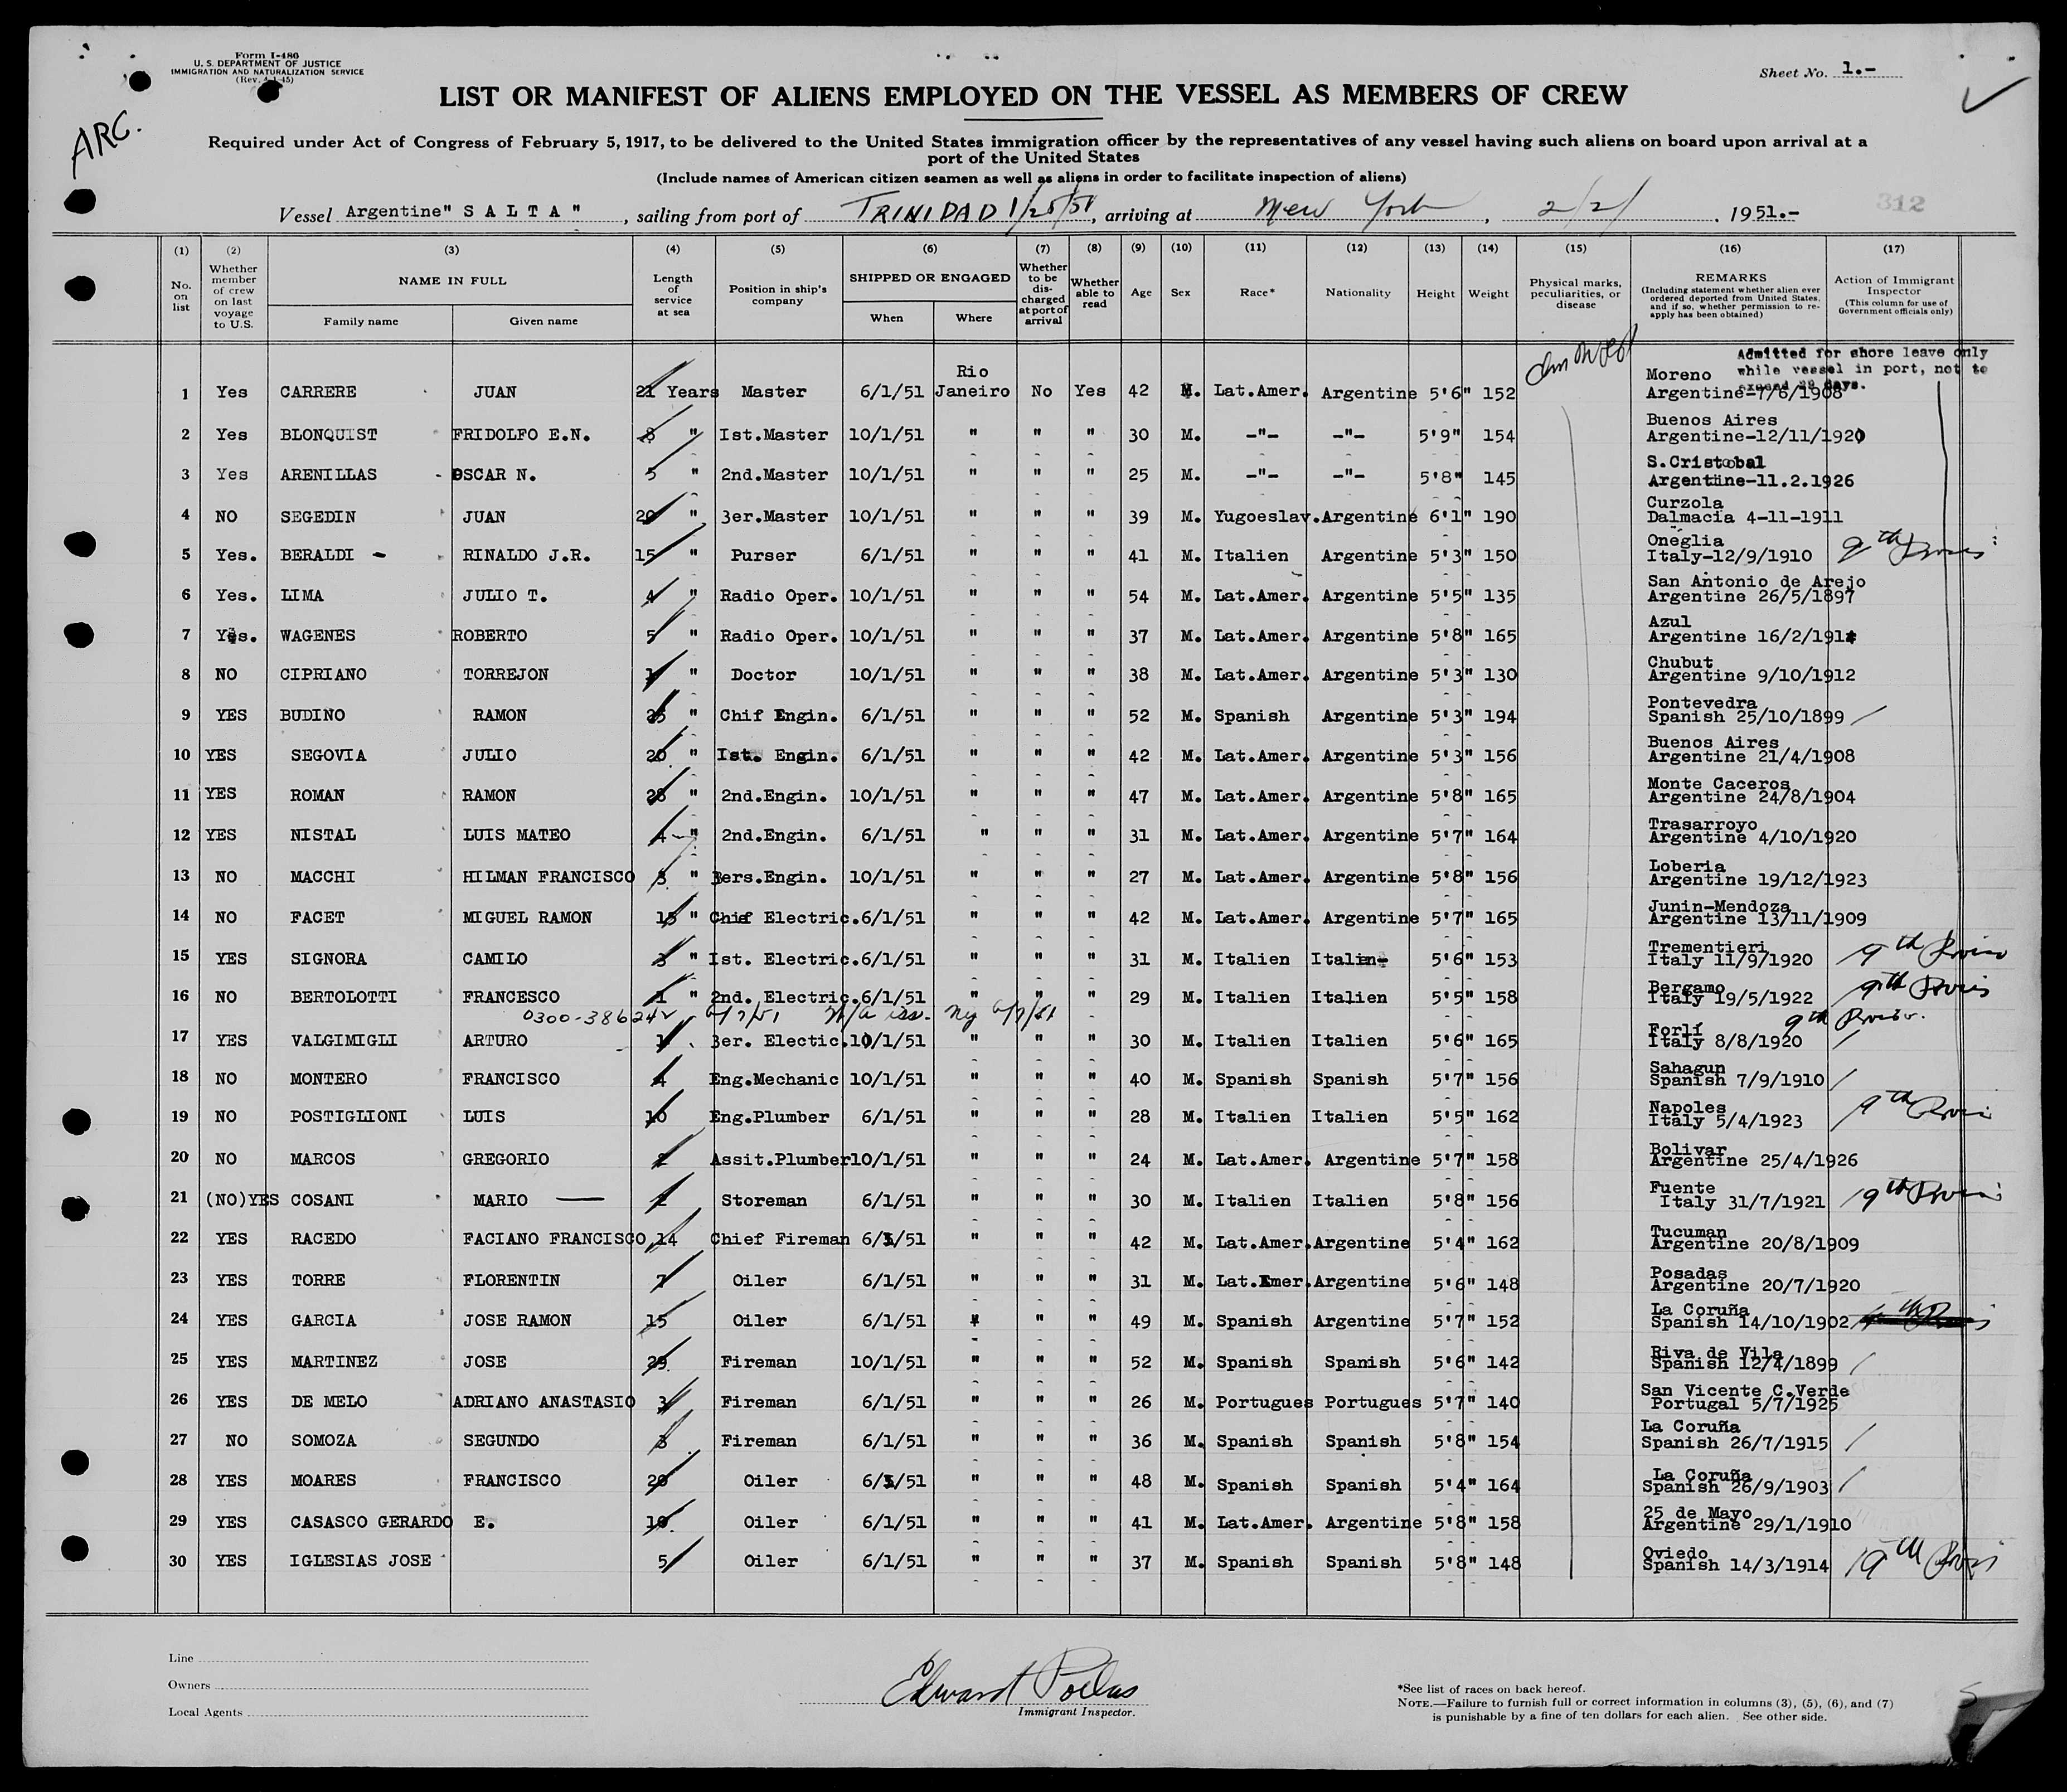 Form I-480
U. S. DEPARTMENT OF JUSTICE
IMMIGRATION AND NATURALIZATION SERVICE
(Rev. 4-1-45)
Sheet No. 1.-
ARC.
LIST OR MANIFEST OF ALIENS EMPLOYED ON THE VESSEL AS MEMBERS OF CREW
Required under Act of Congress of February 5, 1917, to be delivered to the United States immigration officer by the representatives of any vessel having such aliens on board upon arrival at a
port of the United States
(Include names of American citizen seamen as well as aliens in order to facilitate inspection of aliens)
Vessel Argentine" S A L T A " , sailing from port of TRINIDAD 1/25/51, arriving at New York , 2/2/ , 1951.-
312
(1) (2) (3) (4) (5) (6) (7) (8) (9) (10) (11) (12) (13) (14) (15) (16) (17)
No. on list
Whether member of crew on last voyage to U.S.
NAME IN FULL
Family name Given name
Length of service at sea
Position in ship's company
SHIPPED OR ENGAGED
When Where
Whether to be discharged at port of arrival
Whether able to read
Age Sex Race* Nationality Height Weight
Physical marks, peculiarities, or disease
REMARKS
(Including statement whether alien ever ordered deported from United States, and if so, whether permission to reapply has been obtained)
Action of Immigrant Inspector
(This column for use of Government officials only)
Admitted for shore leave only
while vessel in port, not to
exceed 29 days.
Rio Moreno
1 Yes CARRERE JUAN 21 Years Master 6/1/51 Janeiro No Yes 42 M. Lat.Amer. Argentine 5'6" 152 Argentine-7/6/1908
Buenos Aires
2 Yes BLONQUIST FRIDOLFO E.N. 8 " Ist.Master 10/1/51 " " " 30 M. -"- -"- 5'9" 154 Argentine-12/11/1920
S.Cristobal
3 Yes ARENILLAS - OSCAR N. 5 " 2nd.Master 10/1/51 " " " 25 M. -"- -"- 5'8" 145 Argentine-11.2.1926
Curzola
4 NO SEGEDIN JUAN 20 " 3er.Master 10/1/51 " " " 39 M. Yugoeslav. Argentine 6'1" 190 Dalmacia 4-11-1911
Oneglia
5 Yes. BERALDI - RINALDO J.R. 15 " Purser 6/1/51 " " " 41 M. Italien Argentine 5'3" 150 Italy-12/9/1910 9th Provis
San Antonio de Arejo
6 Yes. LIMA JULIO T. 4 " Radio Oper. 10/1/51 " " " 54 M. Lat.Amer. Argentine 5'5" 135 Argentine 26/5/1897
Azul
7 Yes. WAGENES ROBERTO 5 " Radio Oper. 10/1/51 " " " 37 M. Lat.Amer. Argentine 5'8" 165 Argentine 16/2/1914
Chubut
8 NO CIPRIANO TORREJON 1 " Doctor 10/1/51 " " " 38 M. Lat.Amer. Argentine 5'3" 130 Argentine 9/10/1912
Pontevedra
9 YES BUDINO RAMON 25 " Chif Engin. 6/1/51 " " " 52 M. Spanish Argentine 5'3" 194 Spanish 25/10/1899
Buenos Aires
10 YES SEGOVIA JULIO 20 " Ist. Engin. 6/1/51 " " " 42 M. Lat.Amer. Argentine 5'3" 156 Argentine 21/4/1908
Monte Caceros
11 YES ROMAN RAMON 28 " 2nd.Engin. 10/1/51 " " " 47 M. Lat.Amer. Argentine 5'8" 165 Argentine 24/8/1904
Trasarroyo
12 YES NISTAL LUIS MATEO 4 " 2nd.Engin. 6/1/51 " " " 31 M. Lat.Amer. Argentine 5'7" 164 Argentine 4/10/1920
Loberia
13 NO MACCHI HILMAN FRANCISCO 3 " 3ers.Engin. 10/1/51 " " " 27 M. Lat.Amer. Argentine 5'8" 156 Argentine 19/12/1923
Junin-Mendoza
14 NO FACET MIGUEL RAMON 15 " Chief Electric. 6/1/51 " " " 42 M. Lat.Amer. Argentine 5'7" 165 Argentine 13/11/1909
Trementieri
15 YES SIGNORA CAMILO 3 " Ist. Electric. 6/1/51 " " " 31 M. Italien Italien- 5'6" 153 Italy 11/9/1920 9th Provis
Bergamo
16 NO BERTOLOTTI FRANCESCO 1 " 2nd. Electric. 6/1/51 " " " 29 M. Italien Italien 5'5" 158 Italy 19/5/1922 9th Provis
0300-386242
Forlí 9th Provis.
17 YES VALGIMIGLI ARTURO 1 3er. Electic. 10/1/51 " " " 30 M. Italien Italien 5'6" 165 Italy 8/8/1920
Sahagun
18 NO MONTERO FRANCISCO 4 Eng.Mechanic 10/1/51 " " " 40 M. Spanish Spanish 5'7" 156 Spanish 7/9/1910
Napoles
19 NO POSTIGLIONI LUIS 10 Eng.Plumber 6/1/51 " " " 28 M. Italien Italien 5'5" 162 Italy 5/4/1923 9th Provis
Bolivar
20 NO MARCOS GREGORIO 2 Assit.Plumber 10/1/51 " " " 24 M. Lat.Amer. Argentine 5'7" 158 Argentine 25/4/1926
Fuente
21 (NO)YES COSANI MARIO 2 Storeman 6/1/51 " " " 30 M. Italien Italien 5'8" 156 Italy 31/7/1921 9th Provis
Tucuman
22 YES RACEDO FACIANO FRANCISCO 14 Chief Fireman 6/1/51 " " " 42 M. Lat.Amer. Argentine 5'4" 162 Argentine 20/8/1909
Posadas
23 YES TORRE FLORENTIN 7 Oiler 6/1/51 " " " 31 M. Lat.Amer. Argentine 5'6" 148 Argentine 20/7/1920
La Coruña
24 YES GARCIA JOSE RAMON 15 Oiler 6/1/51 " " " 49 M. Spanish Argentine 5'7" 152 Spanish 14/10/1902
Riva de Vila
25 YES MARTINEZ JOSE 29 Fireman 10/1/51 " " " 52 M. Spanish Spanish 5'6" 142 Spanish 12/4/1899
San Vicente C.Verde
26 YES DE MELO ADRIANO ANASTASIO 3 Fireman 6/1/51 " " " 26 M. Portugues Portugues 5'7" 140 Portugal 5/7/1925
La Coruña
27 NO SOMOZA SEGUNDO 3 Fireman 6/1/51 " " " 36 M. Spanish Spanish 5'8" 154 Spanish 26/7/1915
La Coruña
28 YES MOARES FRANCISCO 20 Oiler 6/1/51 " " " 48 M. Spanish Spanish 5'4" 164 Spanish 26/9/1903
25 de Mayo
29 YES CASASCO GERARDO E. 10 Oiler 6/1/51 " " " 41 M. Lat.Amer. Argentine 5'8" 158 Argentine 29/1/1910
Oviedo
30 YES IGLESIAS JOSE 5 Oiler 6/1/51 " " " 37 M. Spanish Spanish 5'8" 148 Spanish 14/3/1914 9th Provis
Line
Owners
Local Agents
Immigrant Inspector.
*See list of races on back hereof.
NOTE.—Failure to furnish full or correct information in columns (3), (5), (6), and (7)
is punishable by a fine of ten dollars for each alien. See other side.